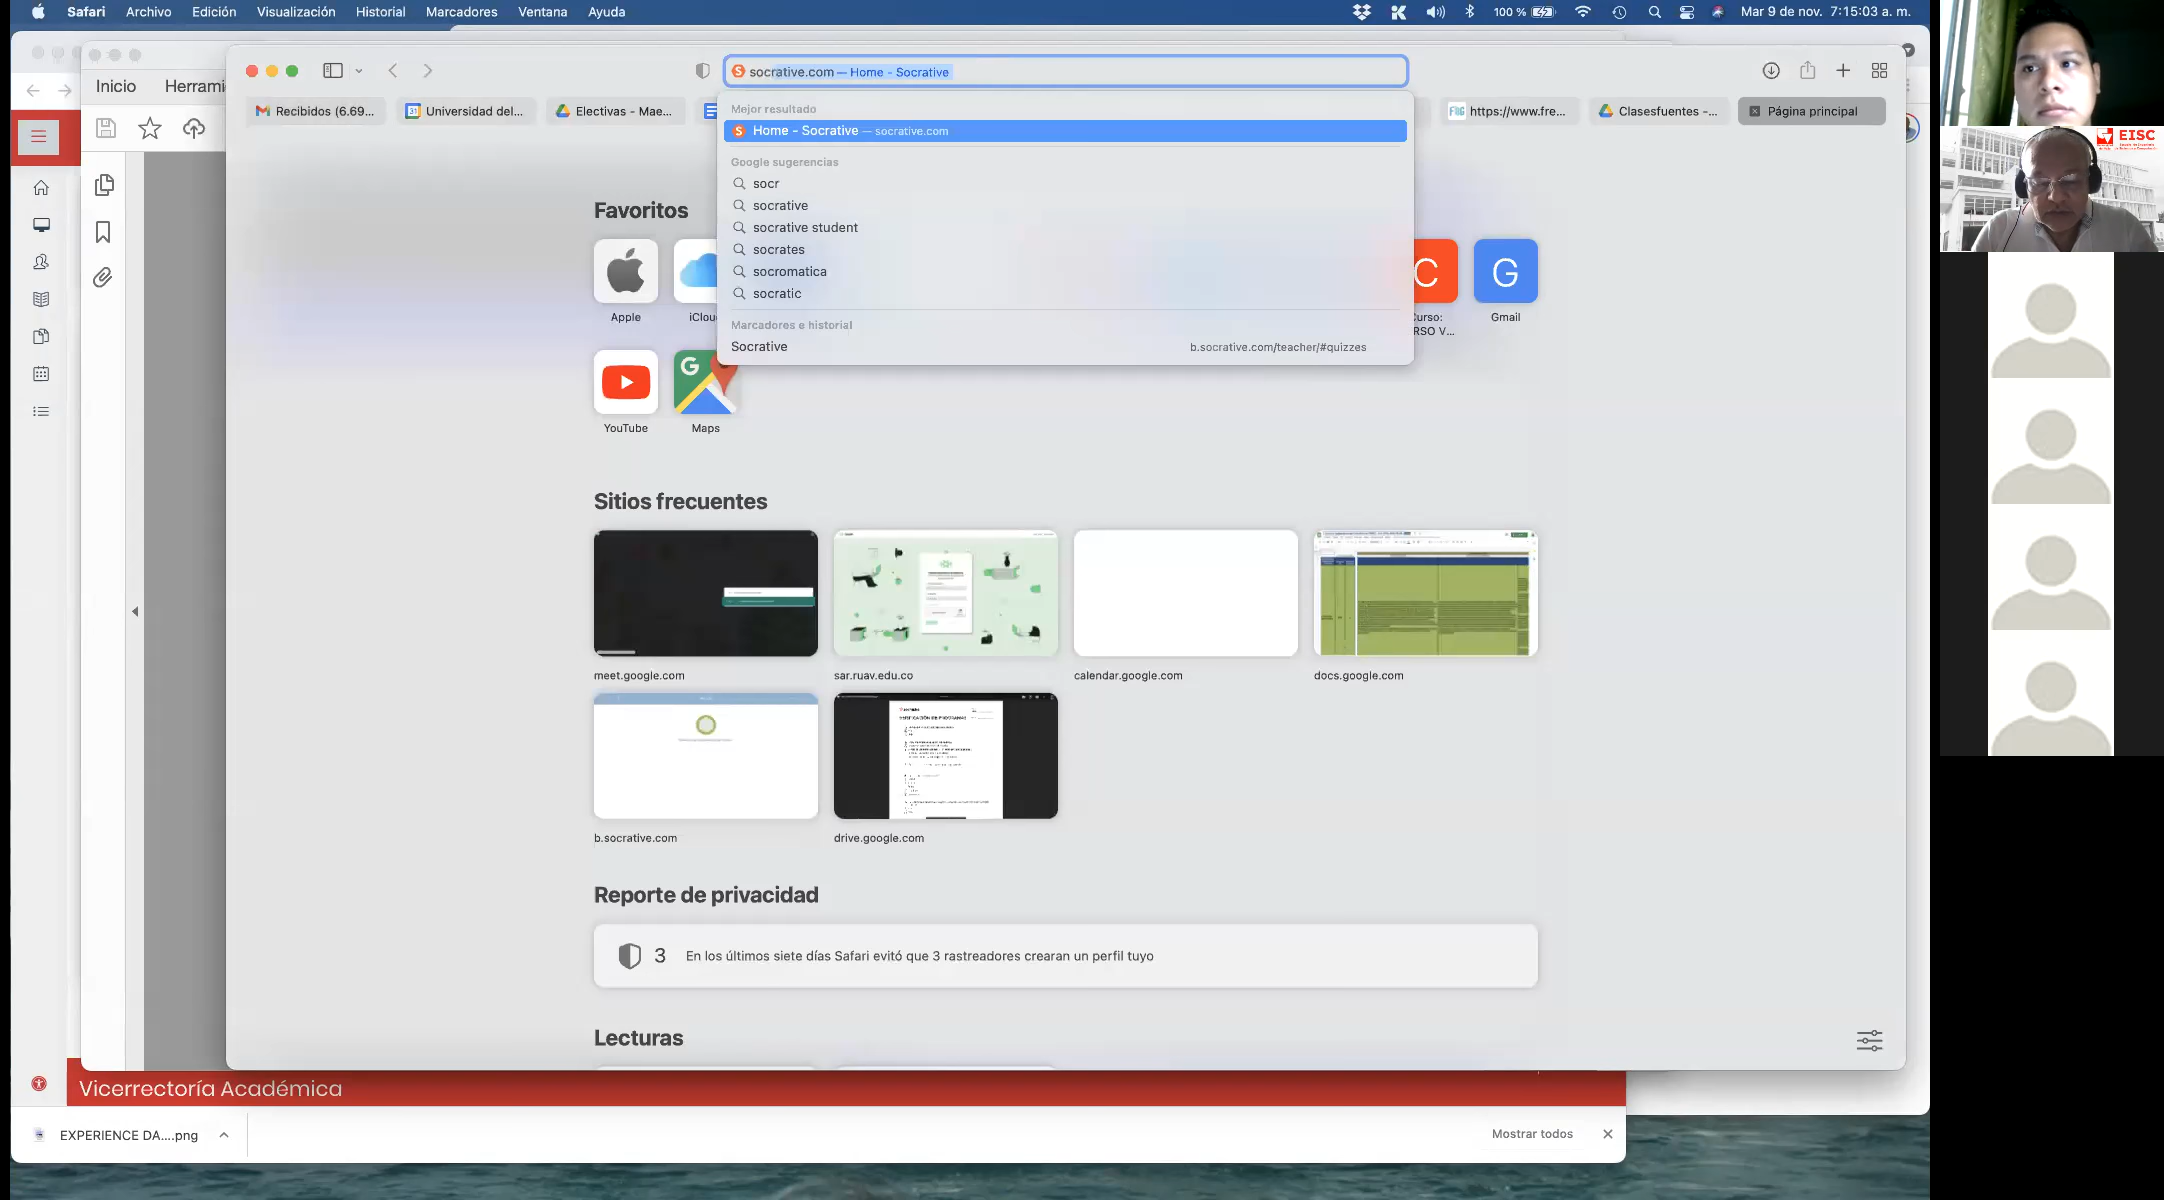 Safari Archivo Edición Visualización Historial Marcadores Ventana Ayuda 100 % Mar 9 de nov. 7:15:03 a. m.
Inicio Herrami
socrative.com — Home - Socrative
Recibidos (6.69... Universidad del... Electivas - Mae... https://www.fre... Clasesfuentes -... Página principal
Mejor resultado
Home - Socrative — socrative.com
Google sugerencias
socr
socrative
socrative student
socrates
socromatica
socratic
Marcadores e historial
Socrative b.socrative.com/teacher/#quizzes
Favoritos
Apple iClou Curso: Gmail
RSO V...
YouTube Maps
Sitios frecuentes
meet.google.com sar.ruav.edu.co calendar.google.com docs.google.com
b.socrative.com drive.google.com
Reporte de privacidad
3 En los últimos siete días Safari evitó que 3 rastreadores crearan un perfil tuyo
Lecturas
Vicerrectoría Académica
EXPERIENCE DA....png Mostrar todos
EISC